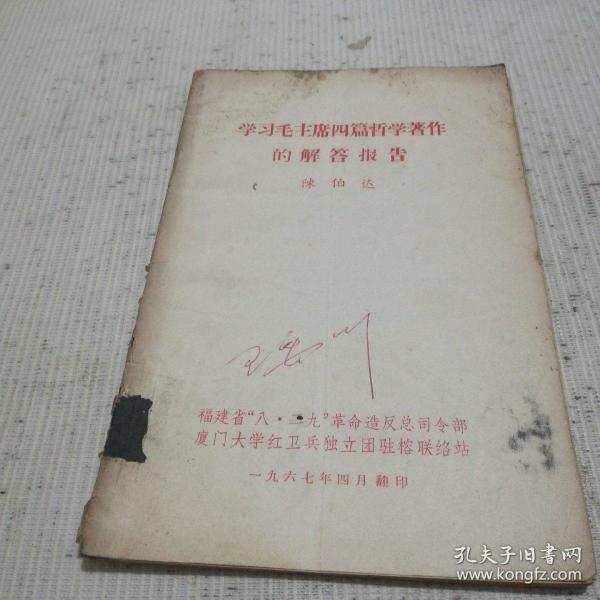 学习毛主席四篇哲学著作
的解答报告
陳伯达
福建省“八·二九”革命造反总司令部
厦门大学红卫兵独立团驻榕联络站
一九六七年四月翻印
孔夫子旧书网
www.kongfz.com